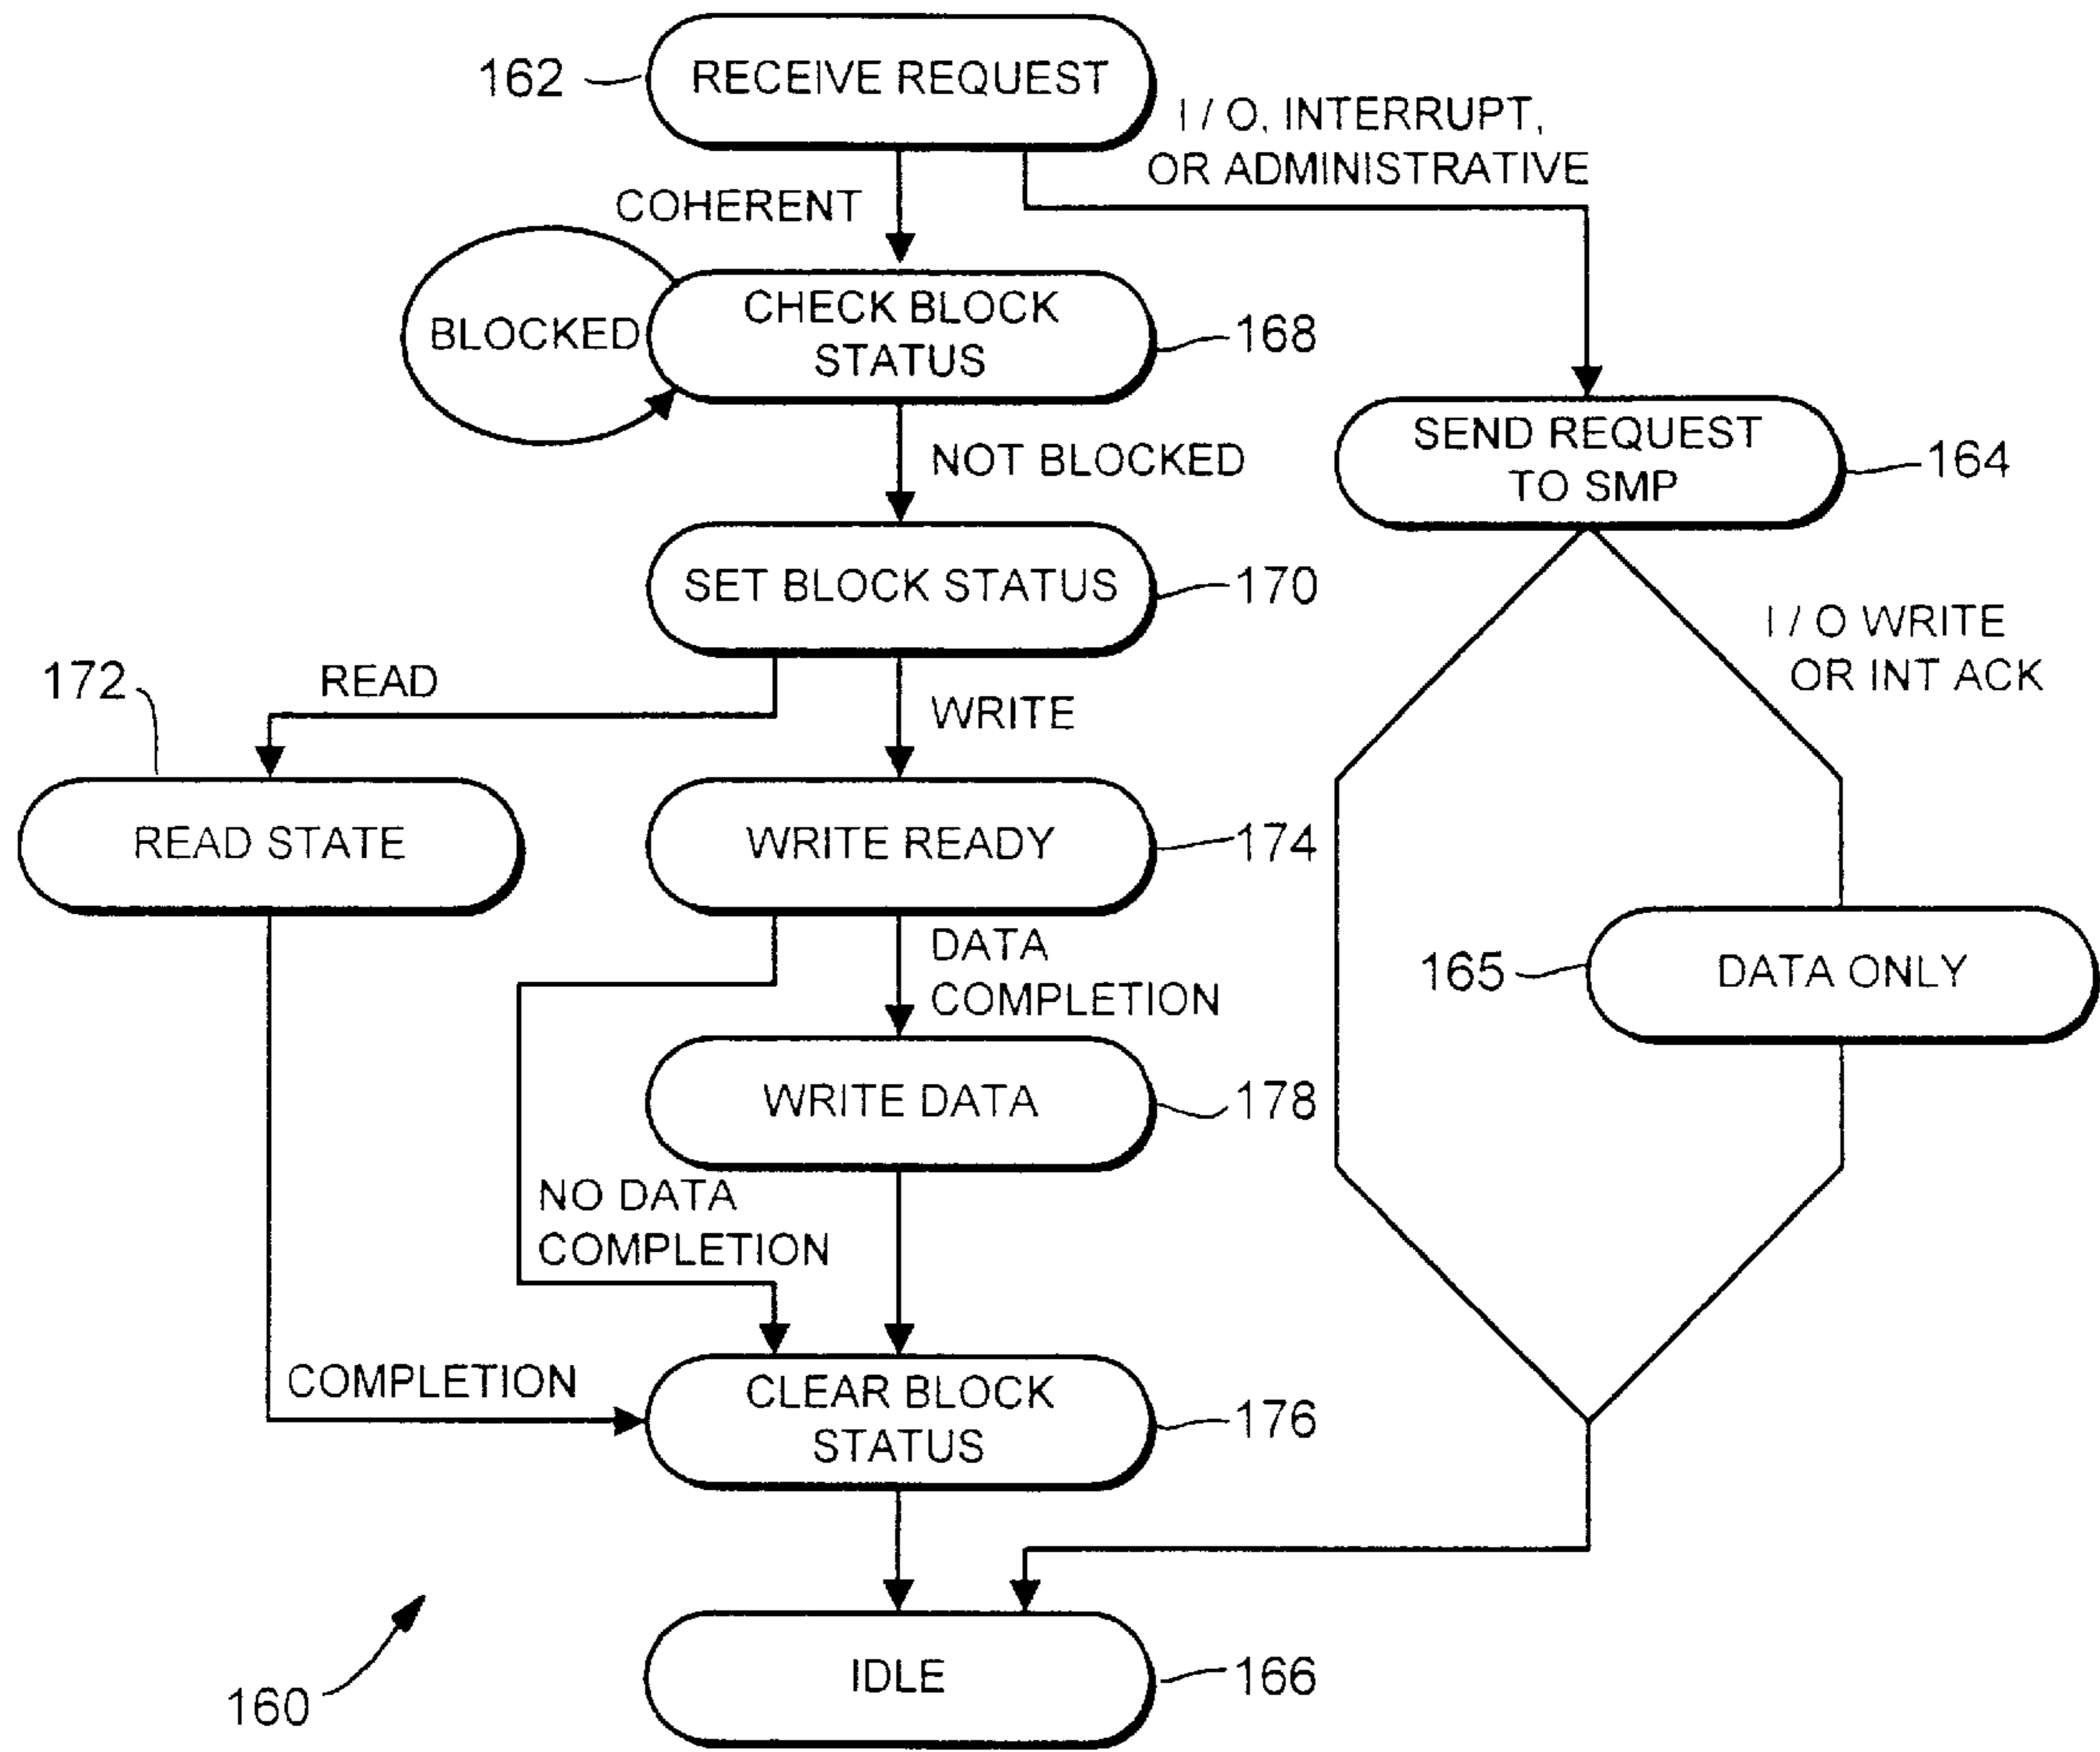 162
RECEIVE REQUEST
I / O, INTERRUPT,
OR ADMINISTRATIVE
COHERENT
BLOCKED
CHECK BLOCK
STATUS
168
NOT BLOCKED
SEND REQUEST
TO SMP
164
SET BLOCK STATUS
170
I / O WRITE
OR INT ACK
172
READ
WRITE
READ STATE
WRITE READY
174
DATA
COMPLETION
165
DATA ONLY
WRITE DATA
178
NO DATA
COMPLETION
COMPLETION
CLEAR BLOCK
STATUS
176
IDLE
166
160